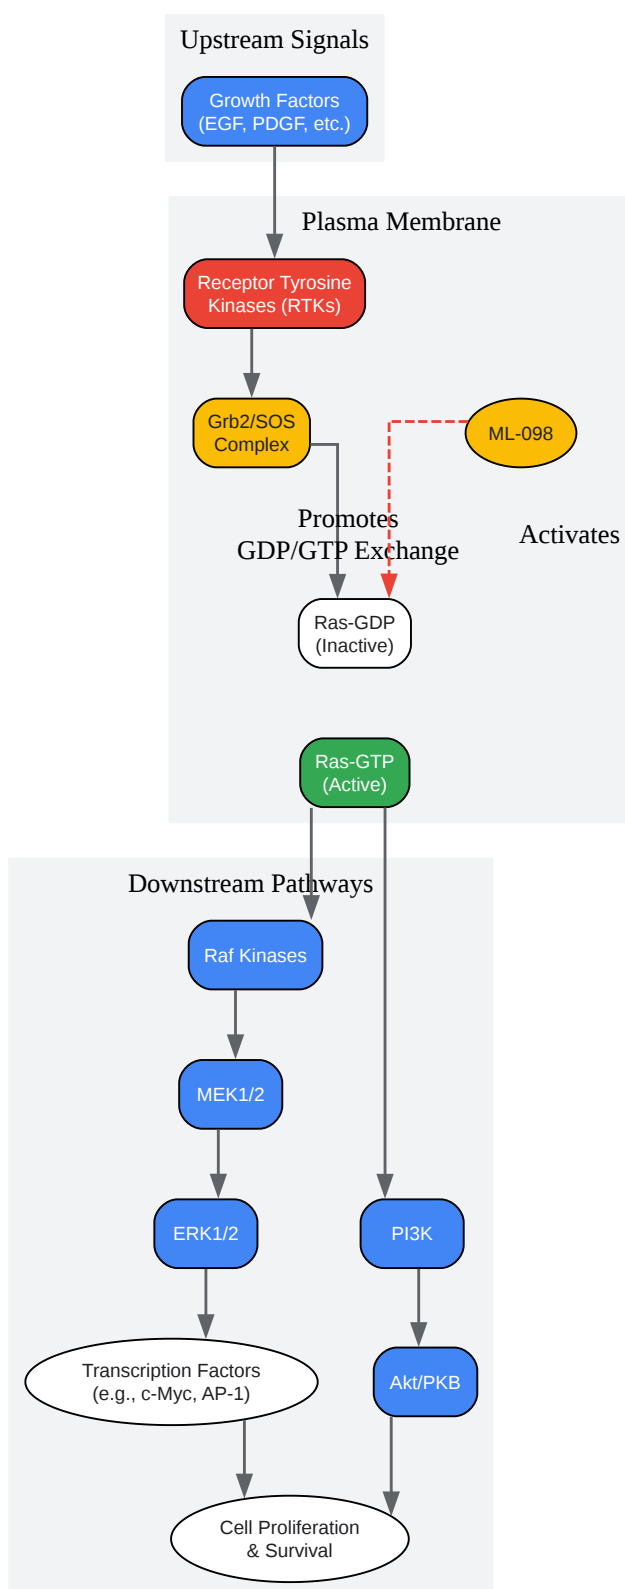 Upstream Signals
Growth Factors
(EGF, PDGF, etc.)
Plasma Membrane
Receptor Tyrosine
Kinases (RTKs)
Grb2/SOS
Complex
ML-098
Promotes
GDP/GTP Exchange
Activates
Ras-GDP
(Inactive)
Ras-GTP
(Active)
Downstream Pathways
Raf Kinases
MEK1/2
ERK1/2
PI3K
Transcription Factors
(e.g., c-Myc, AP-1)
Akt/PKB
Cell Proliferation
& Survival